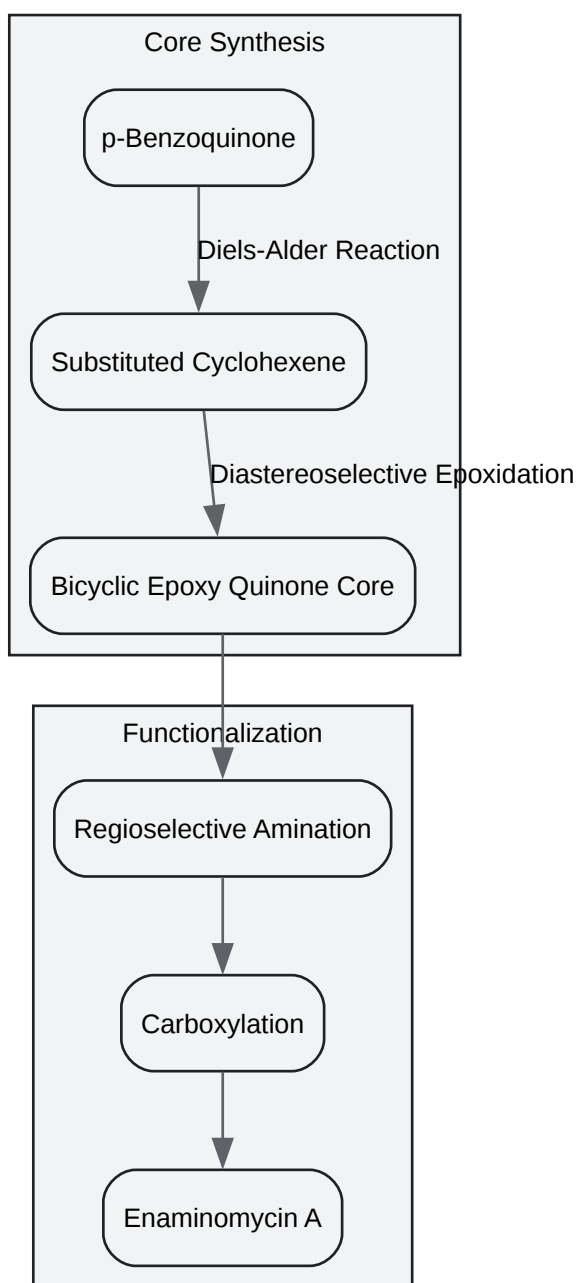 Core Synthesis
p-Benzoquinone
Diels-Alder Reaction
Substituted Cyclohexene
Diastereoselective Epoxidation
Bicyclic Epoxy Quinone Core
Functionalization
Regioselective Amination
Carboxylation
Enaminomycin A